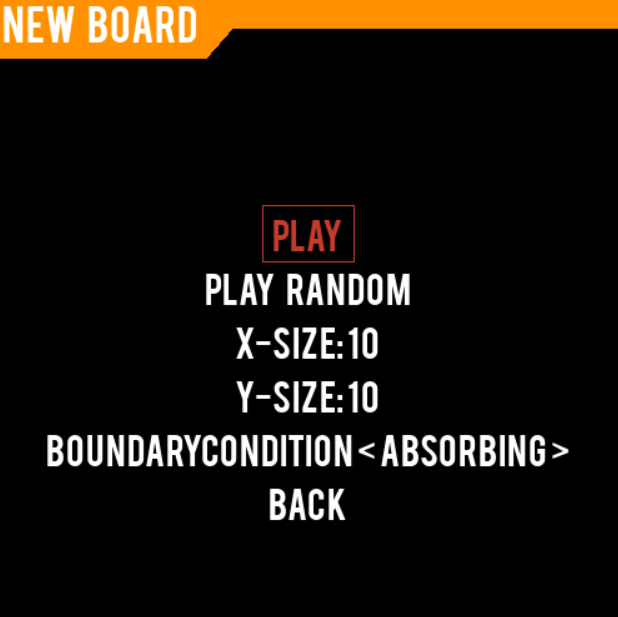 NEW BOARD
PLAY
PLAY RANDOM
X-SIZE:10
Y-SIZE:10
BOUNDARYCONDITION < ABSORBING >
BACK